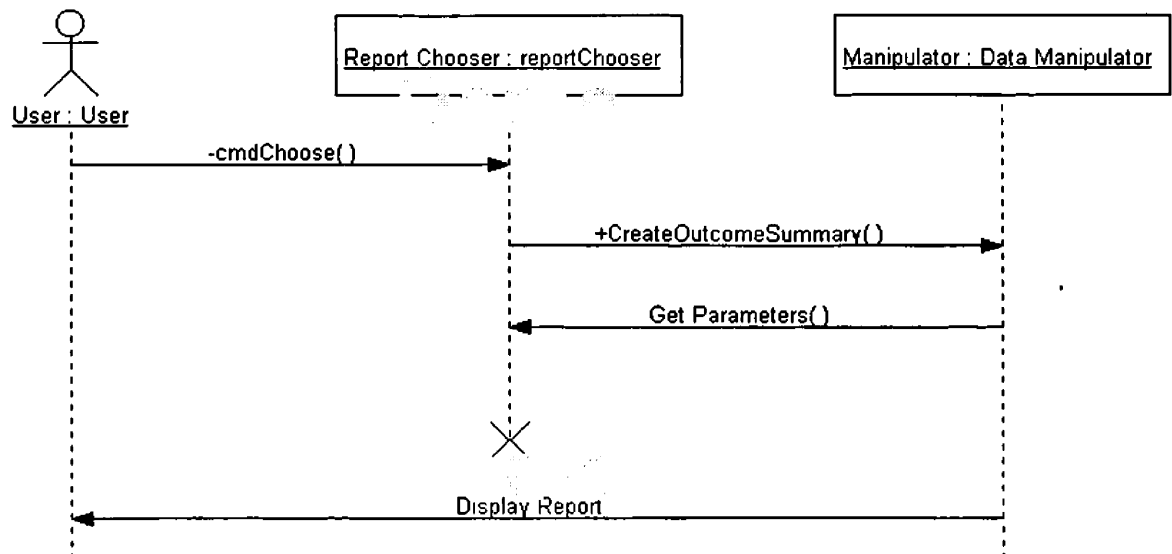 Report Chooser : reportChooser
Manipulator : Data Manipulator
User : User
-cmdChoose( )
+CreateOutcomeSummary( )
Get Parameters( )
Display Report